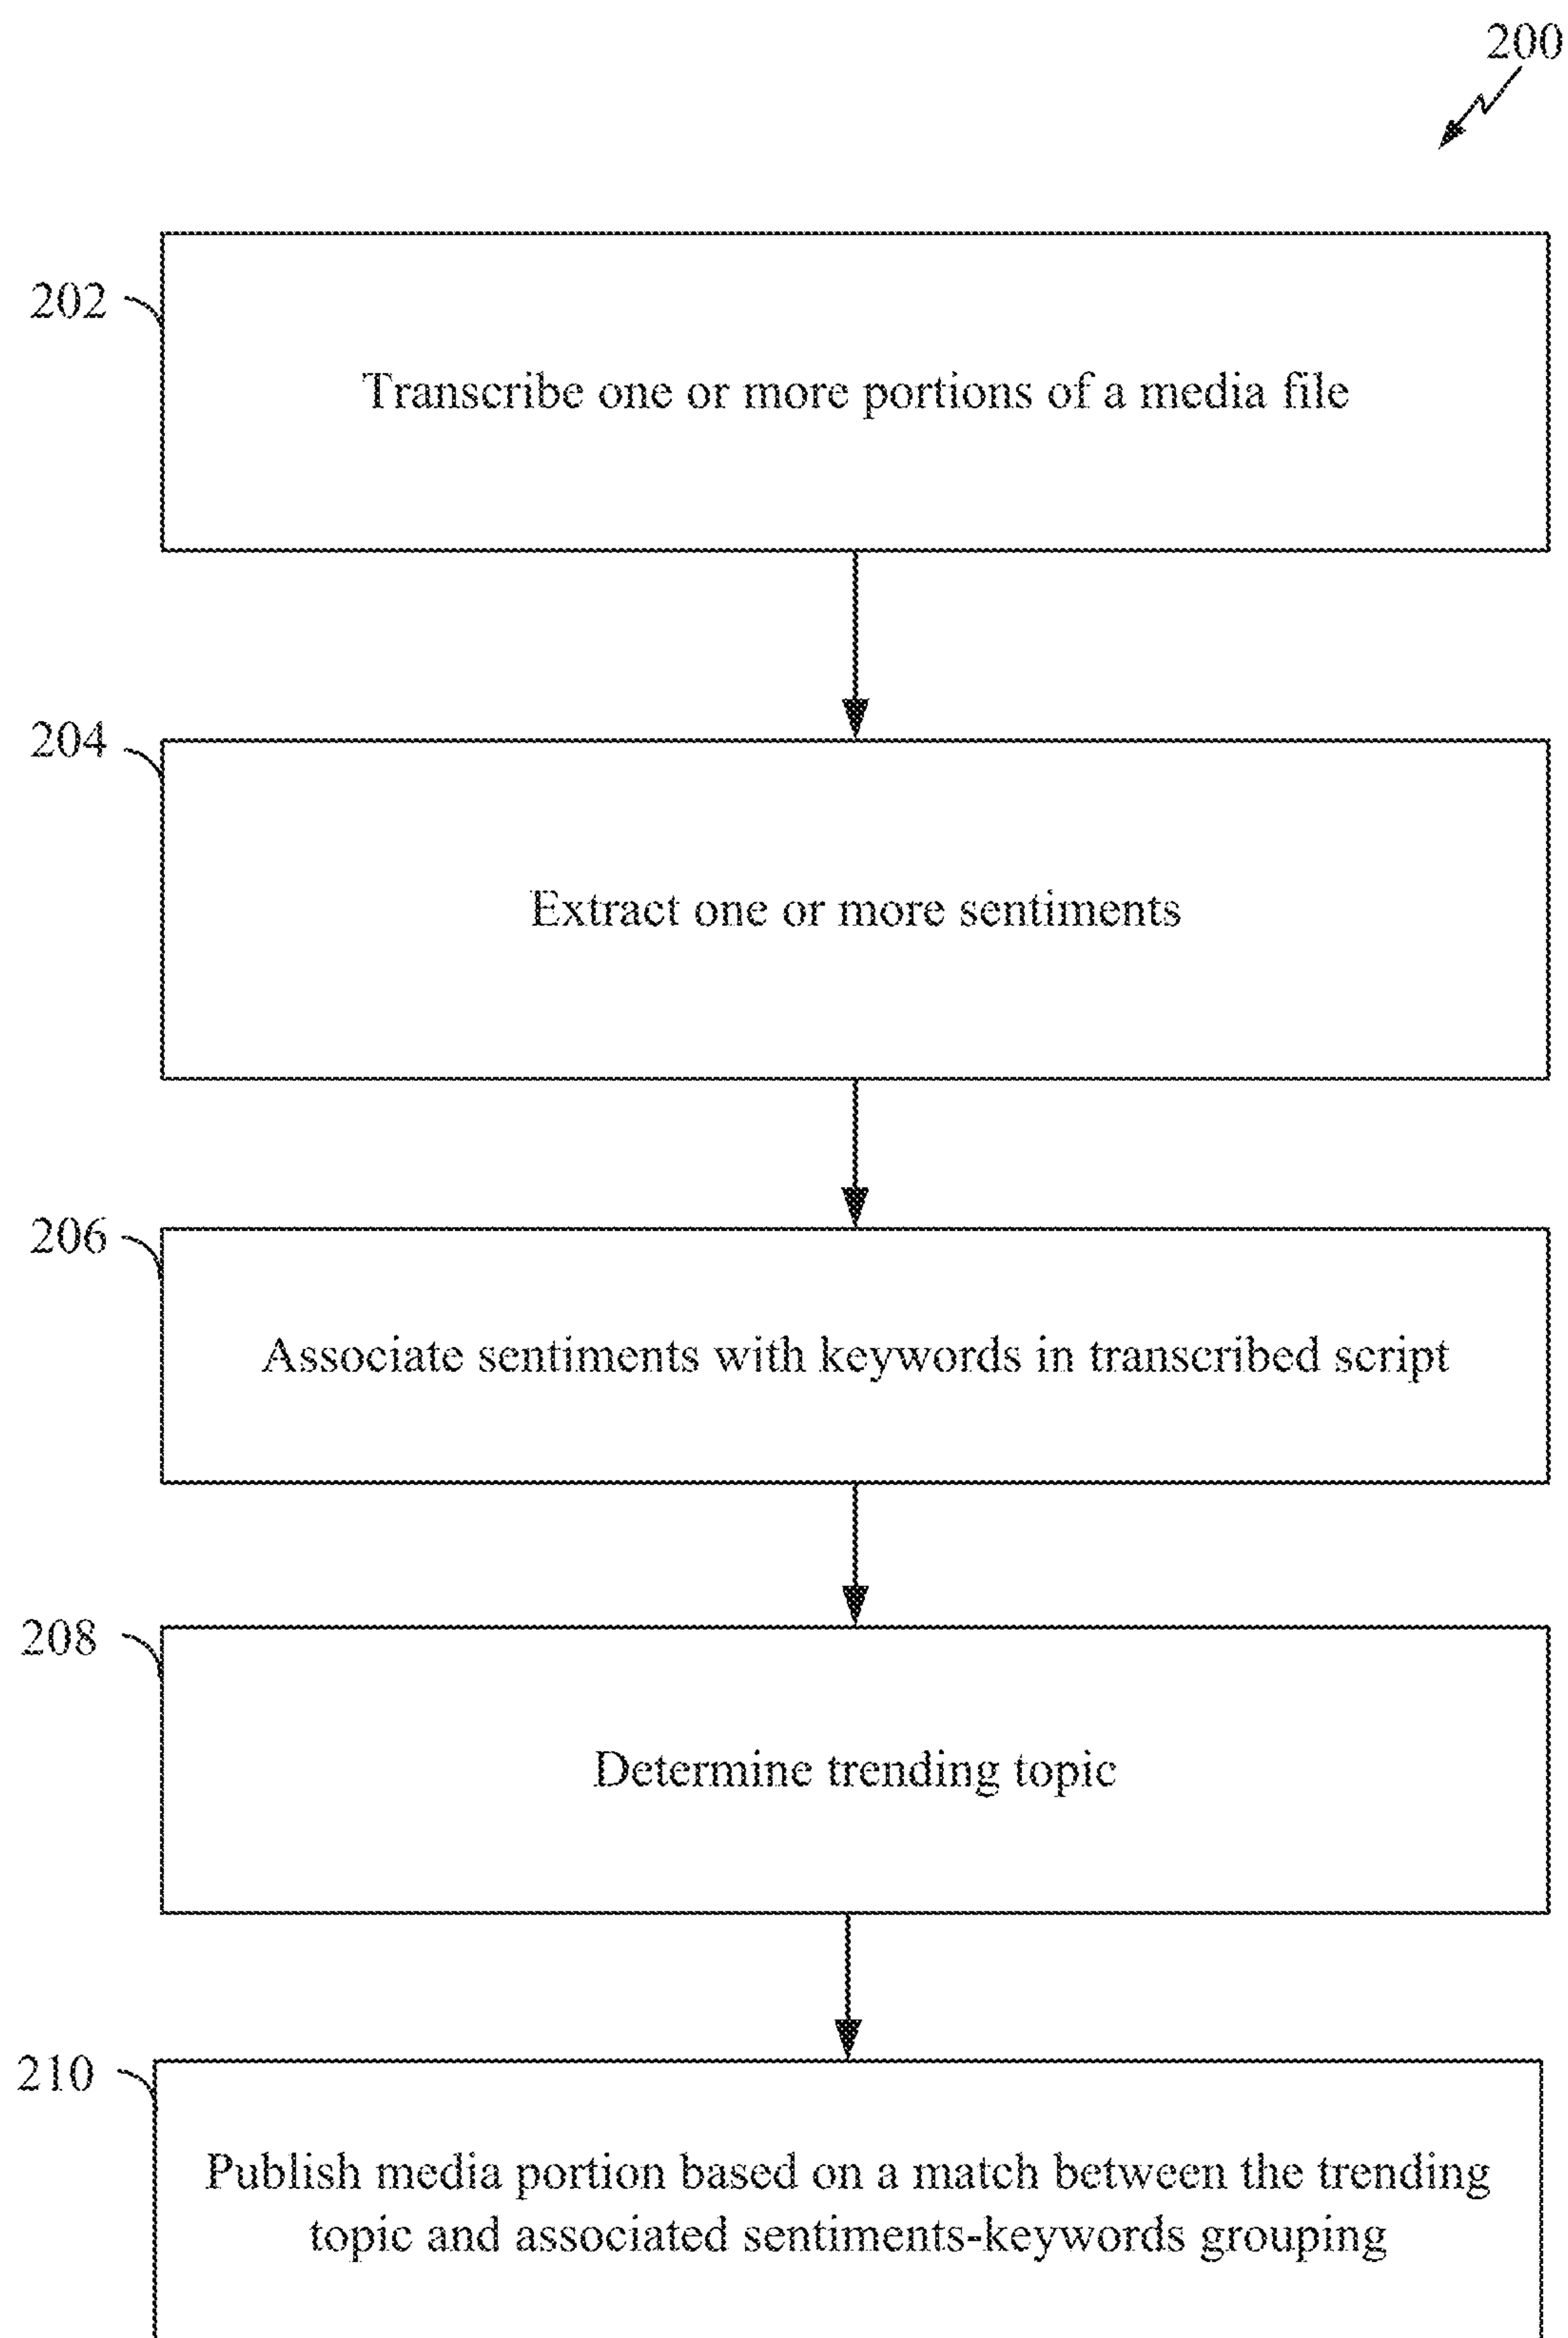 200
202
Transcribe one or more portions of a media file
204
Extract one or more sentiments
206
Associate sentiments with keywords in transcribed script
208
Determine trending topic
210
Publish media portion based on a match between the trending
topic and associated sentiments-keywords grouping